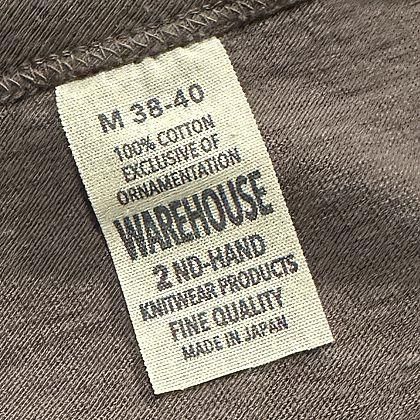 M 38-40
100% COTTON
EXCLUSIVE OF
ORNAMENTATION
WAREHOUSE
2 ND-HAND
KNITWEAR PRODUCTS
FINE QUALITY
MADE IN JAPAN